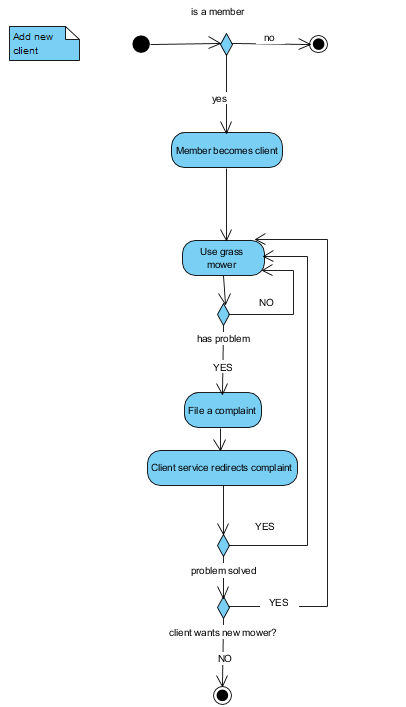 is a member
Add new
client
no
yes
Member becomes client
Use grass
mower
NO
has problem
YES
File a complaint
Client service redirects complaint
YES
problem solved
YES
client wants new mower?
NO